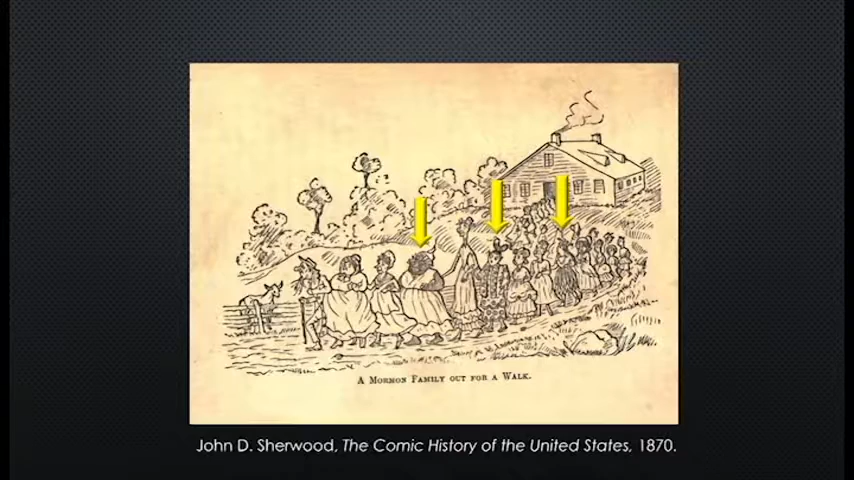 A Mormon Family out for a Walk.
John D. Sherwood, The Comic History of the United States, 1870.